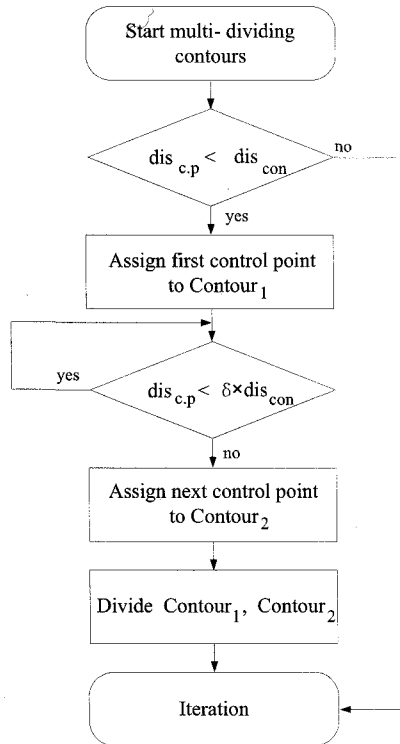 Start multi- dividing
contours
dis c.p < dis con
no
yes
Assign first control point
to Contour 1
yes
dis c.p < δ×dis con
no
Assign next control point
to Contour 2
Divide Contour 1, Contour 2
Iteration